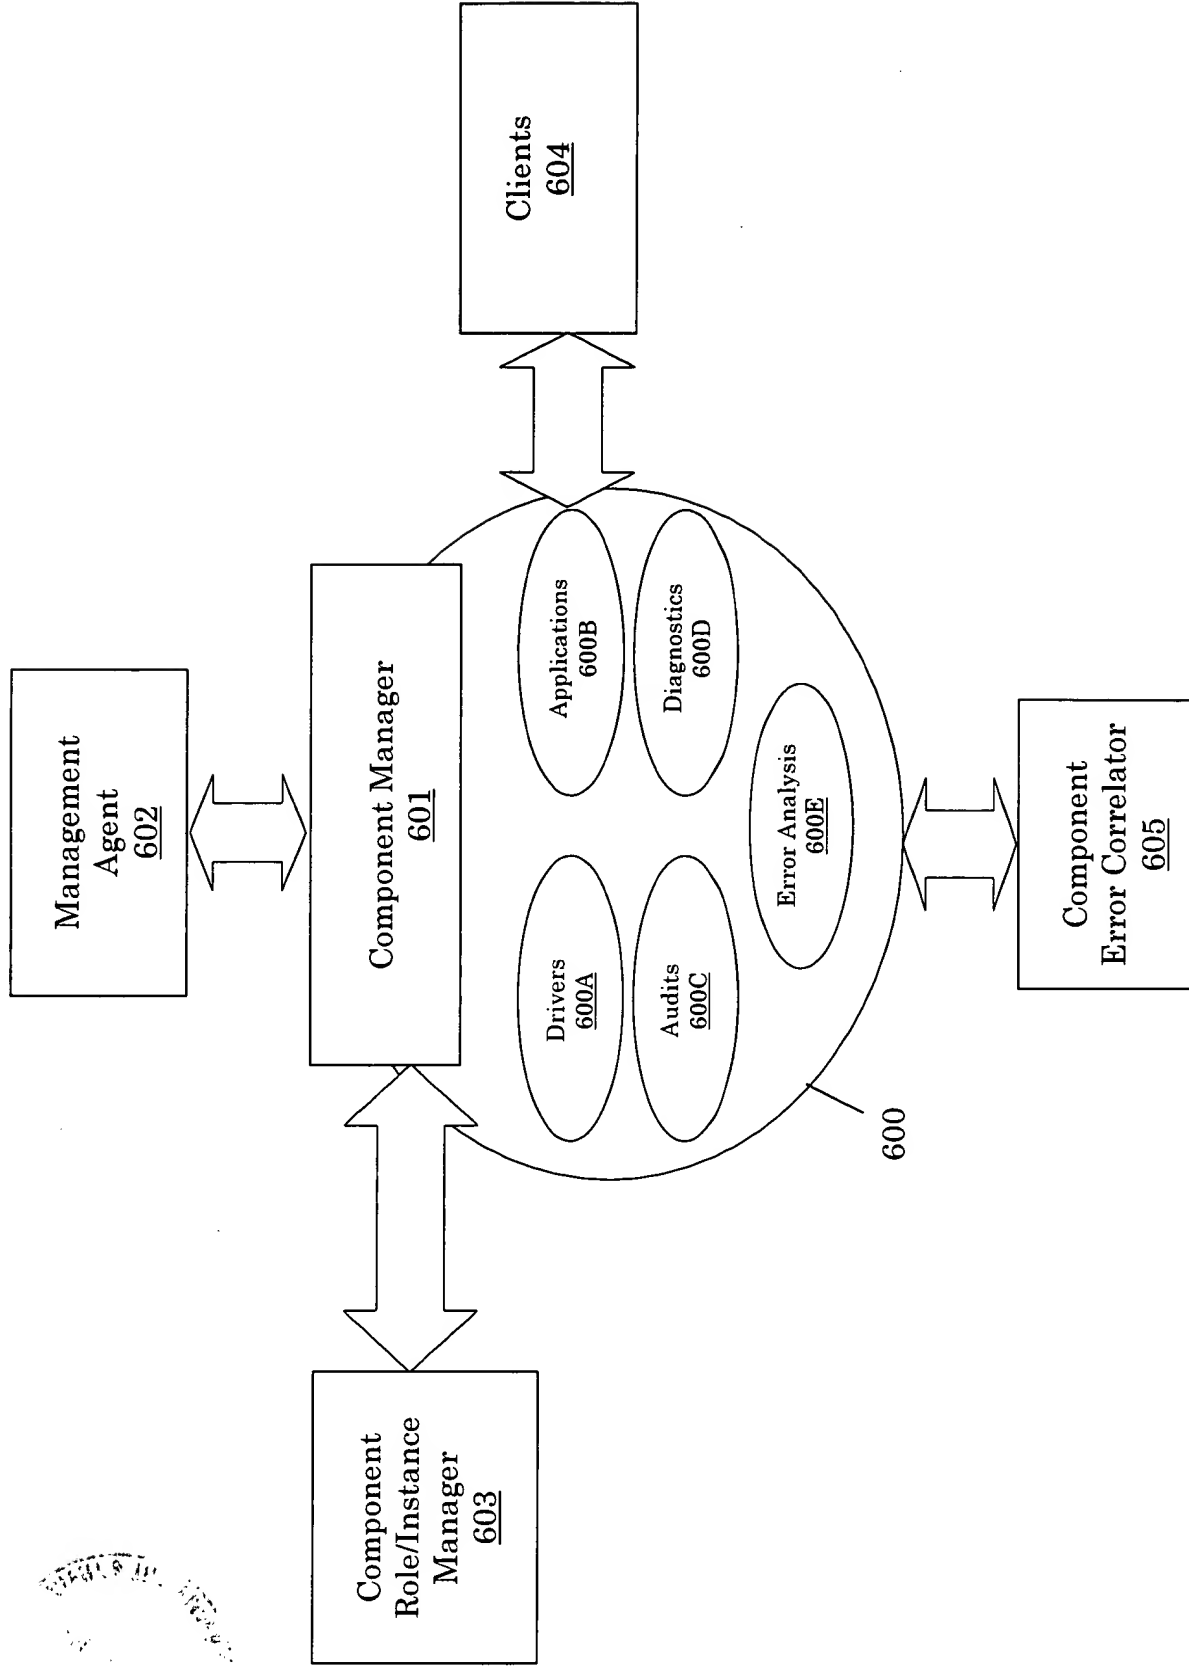 Management
Agent
602
Component
Role/Instance
Manager
603
Component Manager
601
Clients
604
Drivers
600A
Applications
600B
Audits
600C
Diagnostics
600D
Error Analysis
600E
600
Component
Error Correlator
605